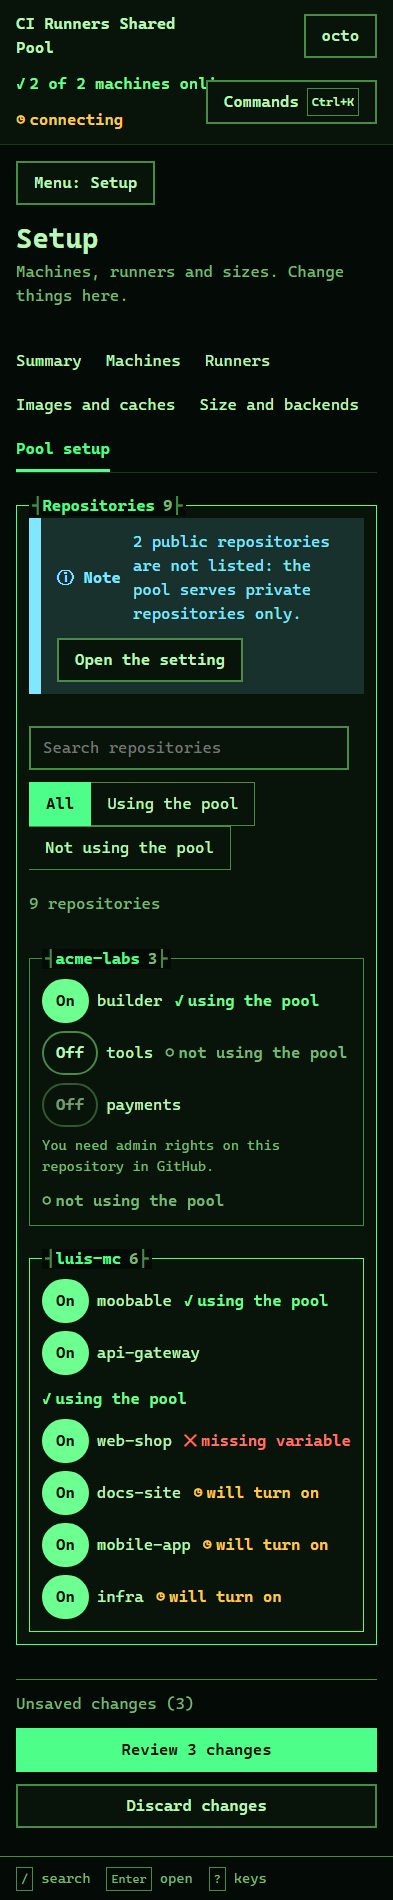 CI Runners Shared
Pool
octo
✓ 2 of 2 machines onl
Commands Ctrl+K
connecting
Menu: Setup
Setup
Machines, runners and sizes. Change
things here.
Summary Machines Runners
Images and caches Size and backends
Pool setup
Repositories 9
ⓘ Note
2 public repositories
are not listed: the
pool serves private
repositories only.
Open the setting
Search repositories
All Using the pool
Not using the pool
9 repositories
acme-labs 3
On builder ✓ using the pool
Off tools ○ not using the pool
Off payments
You need admin rights on this
repository in GitHub.
○ not using the pool
luis-mc 6
On moobable ✓ using the pool
On api-gateway
✓ using the pool
On web-shop ✕ missing variable
On docs-site will turn on
On mobile-app will turn on
On infra will turn on
Unsaved changes (3)
Review 3 changes
Discard changes
/ search Enter open ? keys